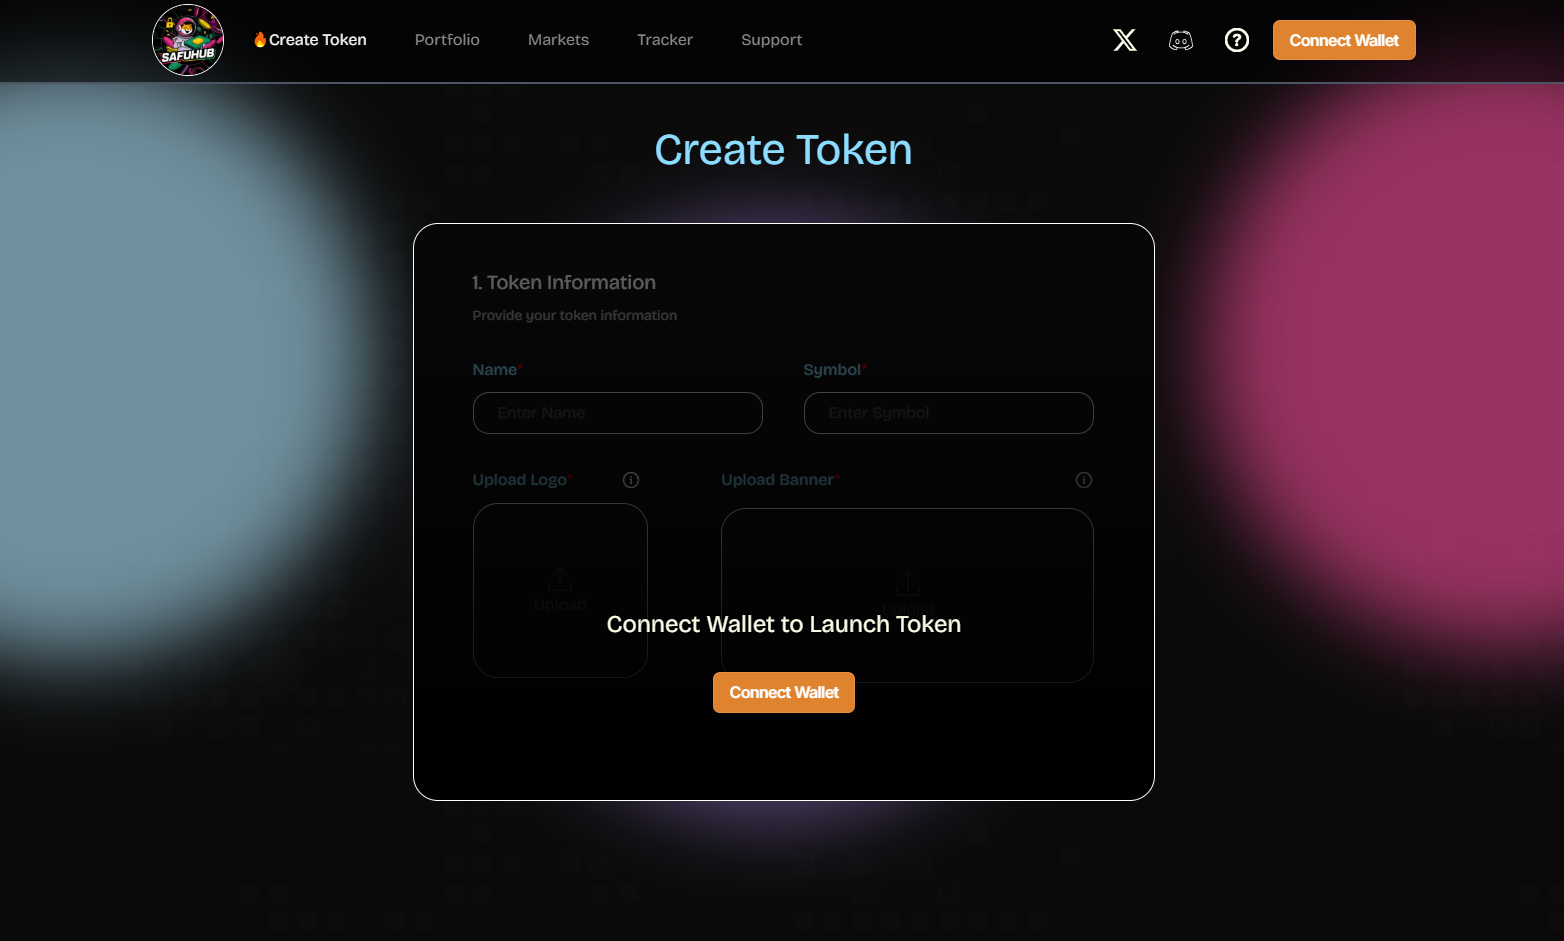 SAFUHUB
🔥Create Token
Portfolio
Markets
Tracker
Support
Connect Wallet
Create Token
1. Token Information
Provide your token information
Name*
Symbol*
Enter Name
Enter Symbol
Upload Logo*
Upload Banner*
Upload
Upload
Connect Wallet to Launch Token
Connect Wallet